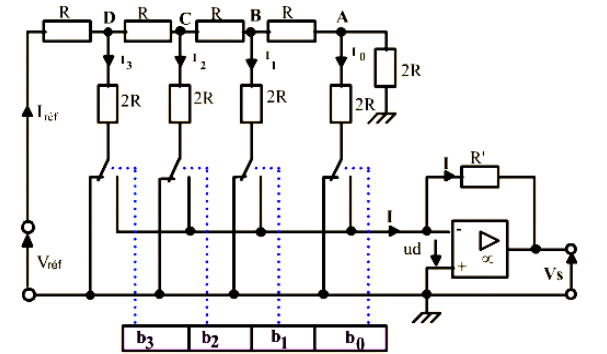 R D R C R B R A
I3 I2 I1 I0
2R 2R 2R 2R 2R
Iréf
I R'
I
ud - ∝ +
Vréf Vs
b3 b2 b1 b0